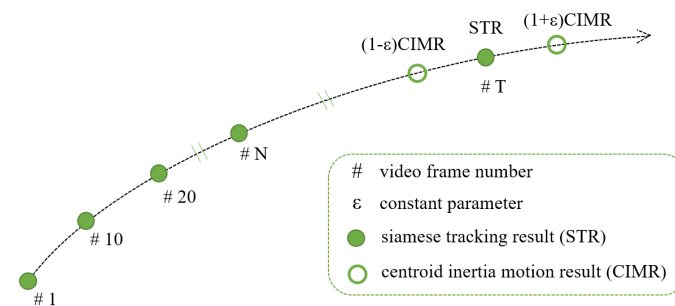 (1+ε)CIMR
STR
(1-ε)CIMR
# T
# N
# 20
# 10
# 1
# video frame number
ε constant parameter
siamese tracking result (STR)
centroid inertia motion result (CIMR)